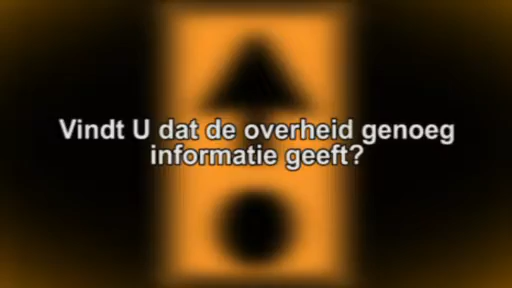 Vindt U dat de overheid genoeg
informatie geeft?